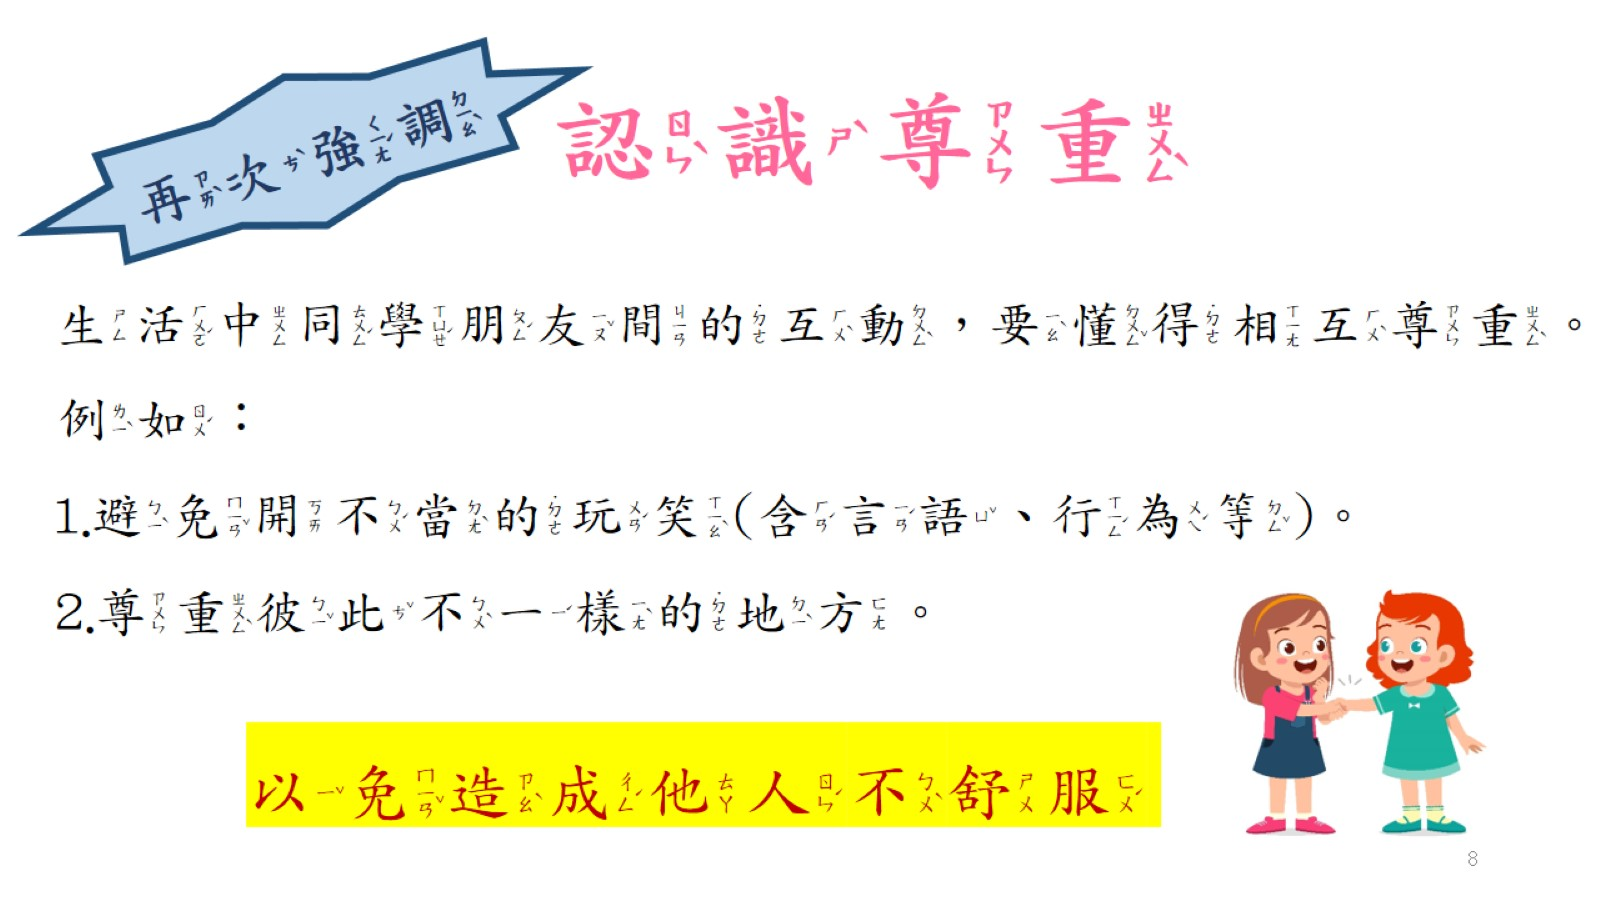 再次強調
認識尊重
生活中同學朋友間的互動，要懂得相互尊重。
例如：
1.避免開不當的玩笑(含言語、行為等)。
2.尊重彼此不一樣的地方。
以免造成他人不舒服
8